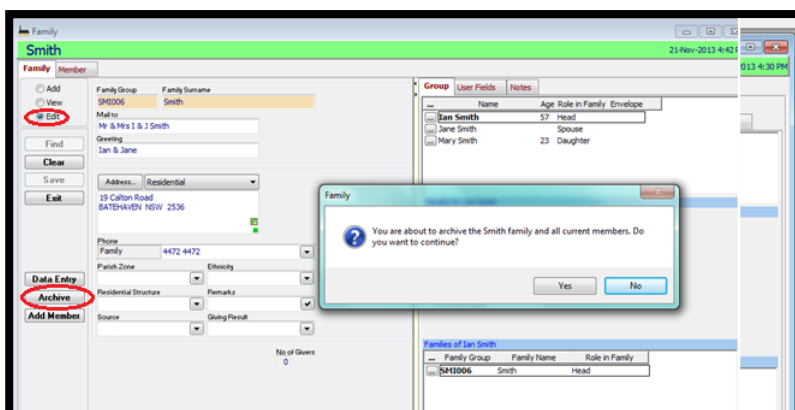 Family
Smith
21-Nov-2013 4:42
013 4:30 PM
Family Member
Add
View
Edit
Find
Clear
Save
Exit
Data Entry
Archive
Add Member
Family Group Family Surname
SMI006 Smith
Mail to
Mr & Mrs I & J Smith
Greeting
Ian & Jane
Address... Residential
19 Calton Road
BATEHAVEN NSW 2536
Phone
Family 4472 4472
Parish Zone Ethnicity
Residential Structure Remarks
Source Giving Result
No of Givers
0
Group User Fields Notes
... Name Age Role in Family Envelope
... Ian Smith 57 Head
... Jane Smith Spouse
... Mary Smith 23 Daughter
Family
You are about to archive the Smith family and all current members. Do
you want to continue?
Yes No
Families of Ian Smith
... Family Group Family Name Role in Family
... SMI006 Smith Head